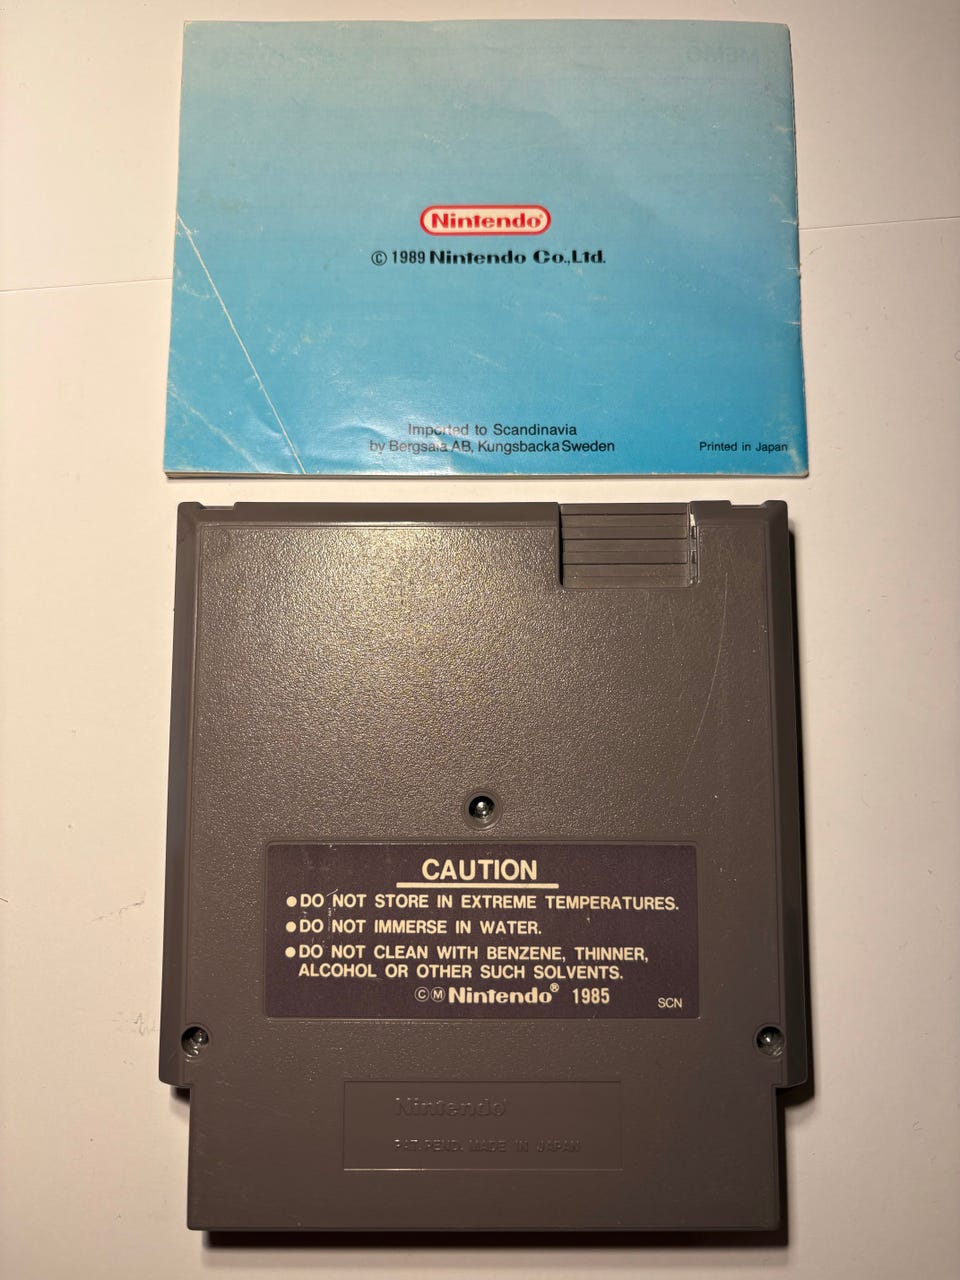 MEMO
Nintendo®
© 1989 Nintendo Co.,Ltd.
Imported to Scandinavia
by Bergsala AB, Kungsbacka Sweden
Printed in Japan
CAUTION
●DO NOT STORE IN EXTREME TEMPERATURES.
●DO NOT IMMERSE IN WATER.
●DO NOT CLEAN WITH BENZENE, THINNER,
ALCOHOL OR OTHER SUCH SOLVENTS.
ⒸⓂ Nintendo® 1985
SCN
Nintendo®
PAT. PEND. MADE IN JAPAN